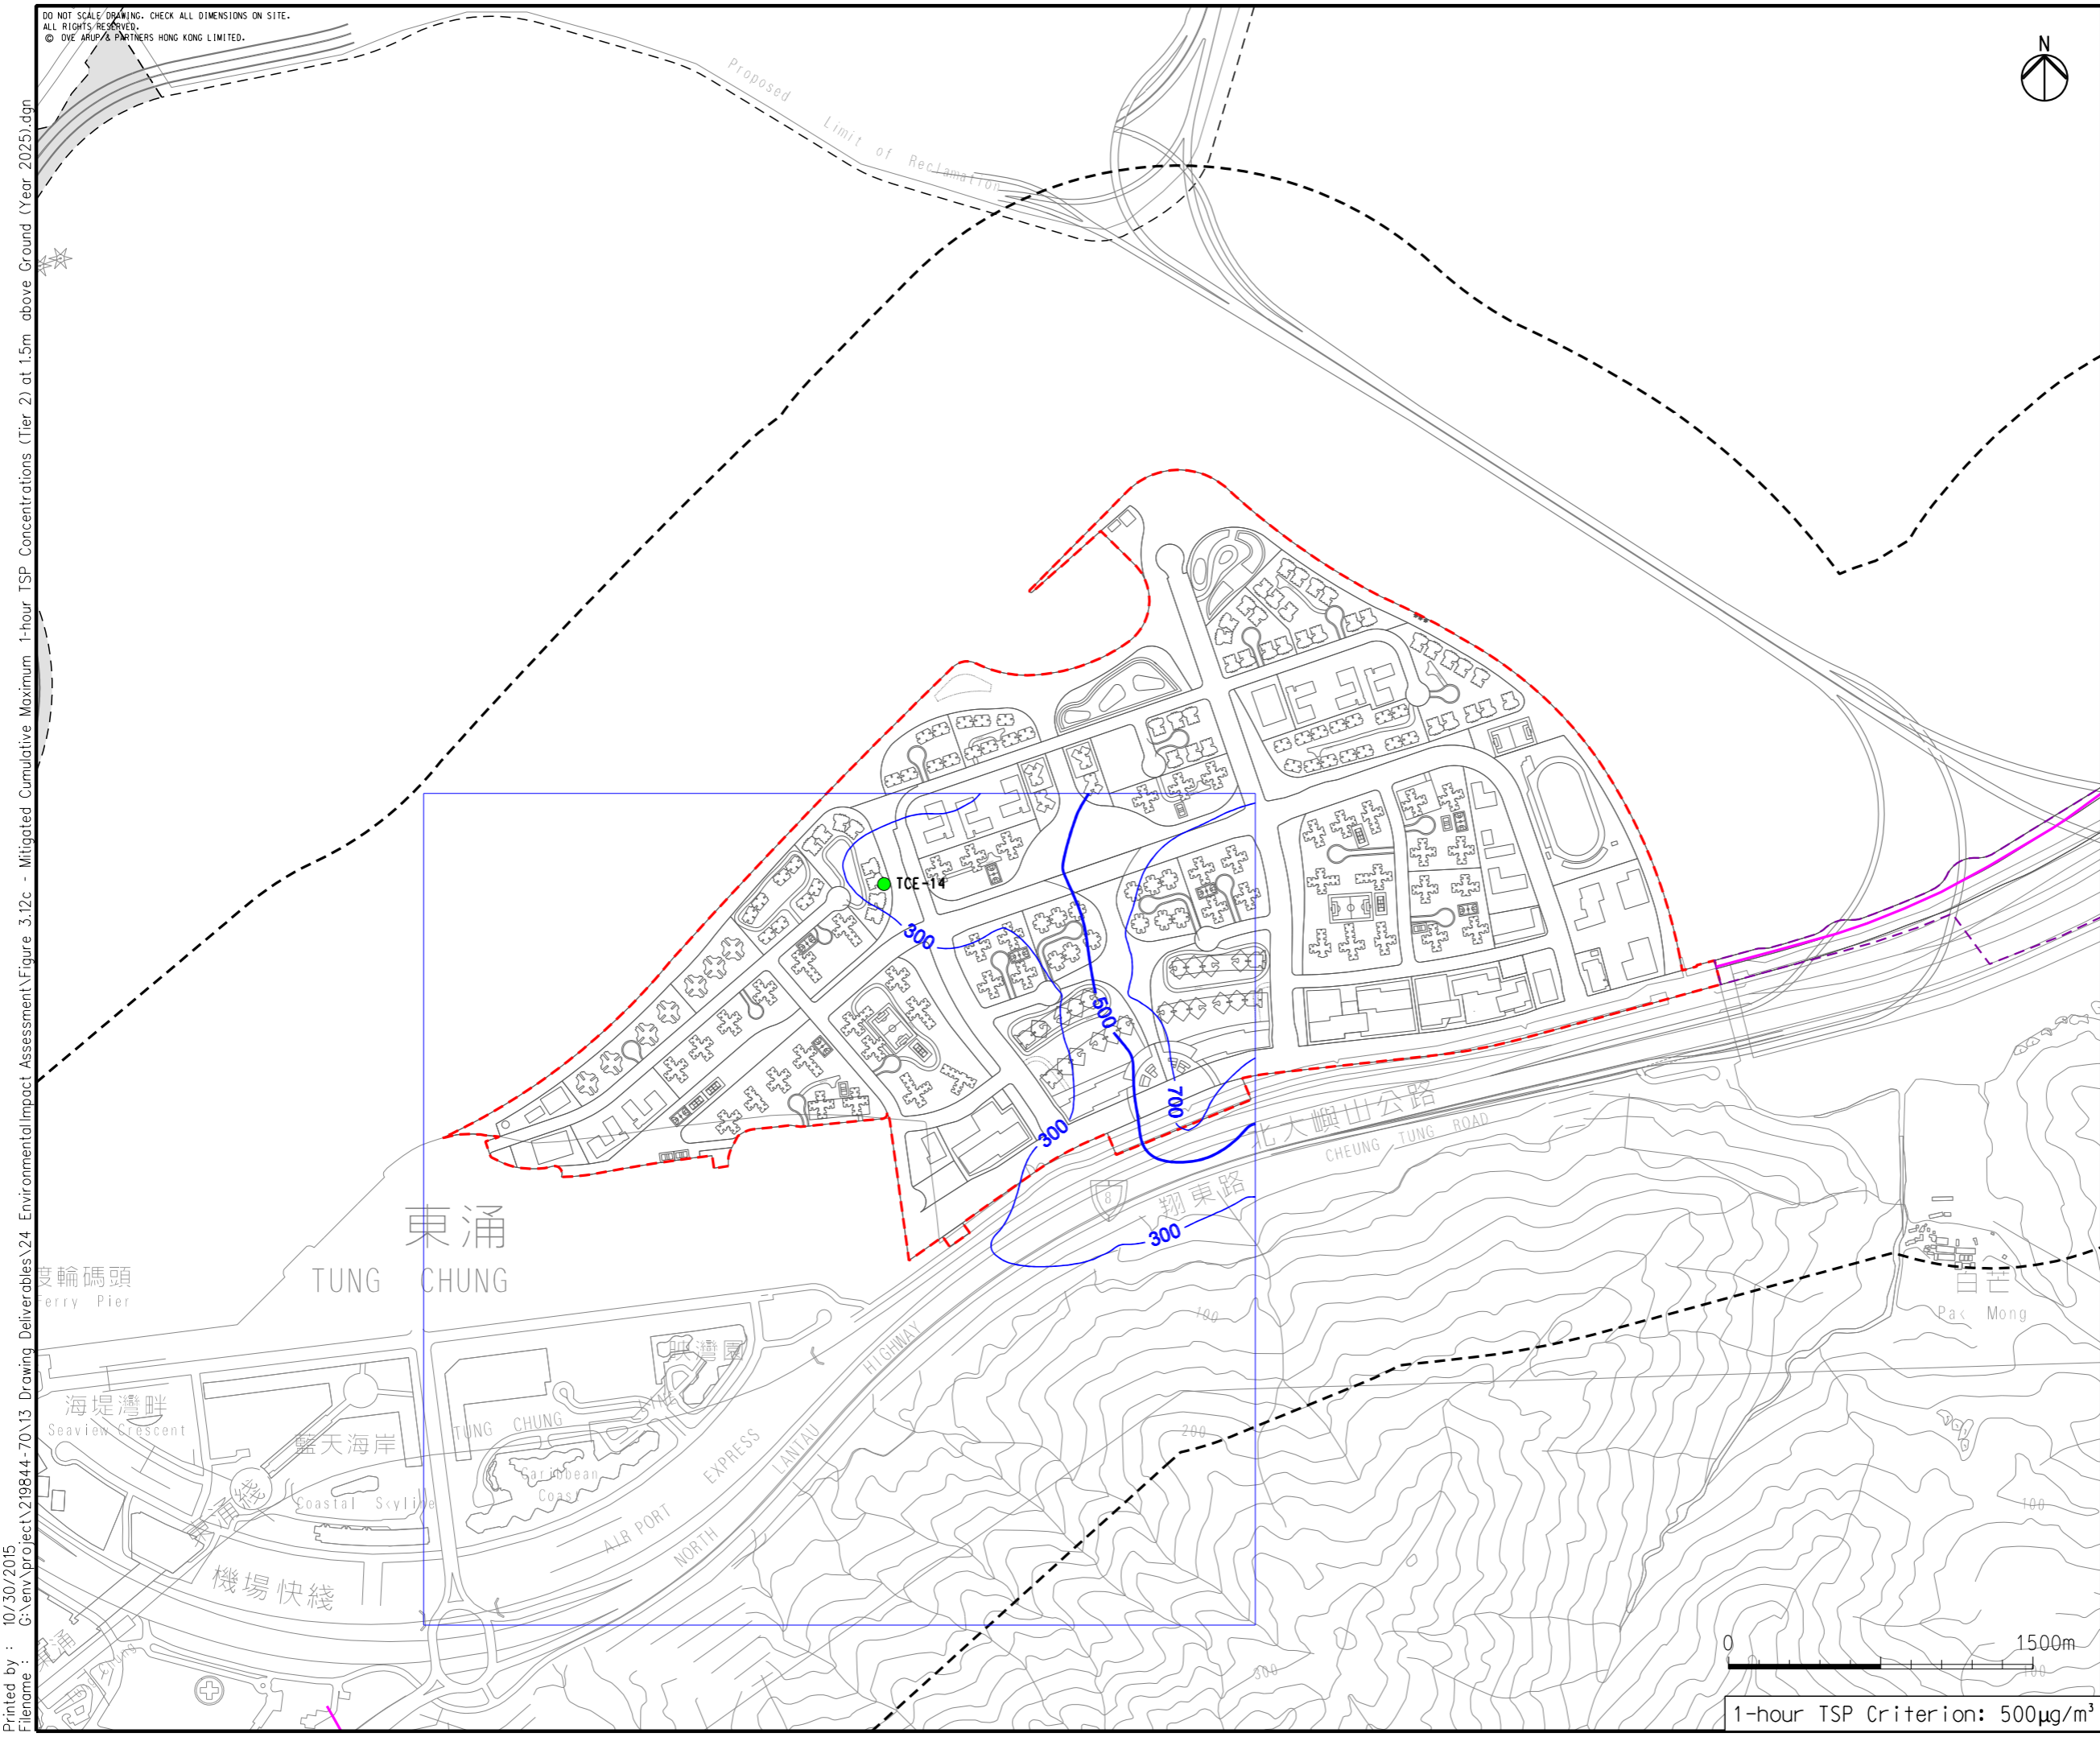 DO NOT SCALE DRAWING. CHECK ALL DIMENSIONS ON SITE.
ALL RIGHTS RESERVED.
© OVE ARUP & PARTNERS HONG KONG LIMITED.
N
Proposed Limit of Reclamation
TCE-14
300
500
700
300
300
北大嶼山公路
CHEUNG TUNG ROAD
翔東路
8
東涌
TUNG CHUNG
渡輪碼頭
Ferry Pier
白芒
Pak Mong
100
映灣園
HIGHWAY
海堤灣畔
Seaview Crescent
藍天海岸
TUNG CHUNG LINE
200
Caribbean
Coast
EXPRESS
LANTAU
Coastal Skyline
東涌綫
AIR PORT
NORTH
100
機場快綫
300
100
0 1500m
1-hour TSP Criterion: 500µg/m³
Printed by : 10/30/2015
Filename : G:\env\project\219844-70\13 Drawing Deliverables\24 EnvironmentalImpact Assessment\Figure 3.12c - Mitigated Cumulative Maximum 1-hour TSP Concentrations (Tier 2) at 1.5m above Ground (Year 2025).dgn